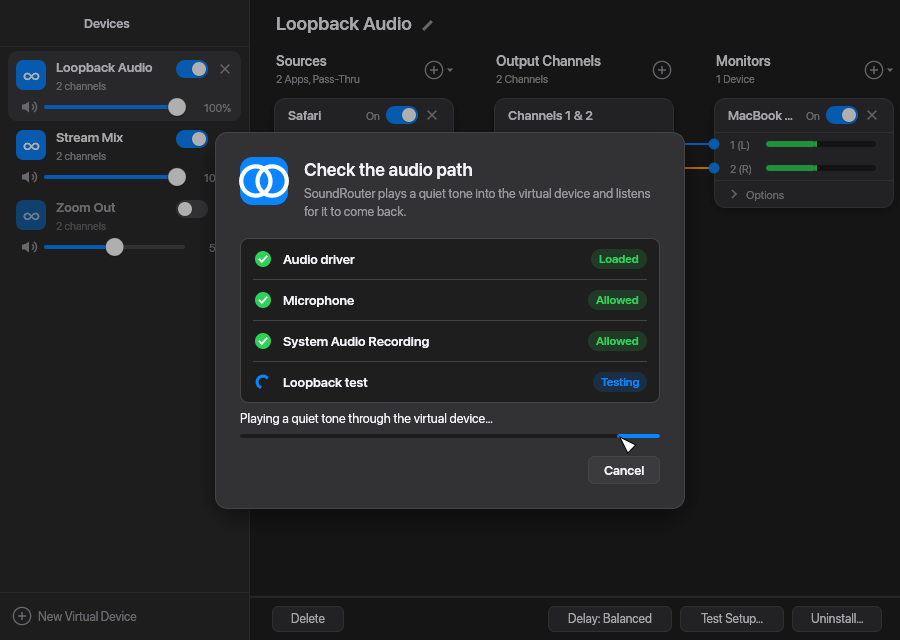 Devices
Loopback Audio
2 channels
100%
Stream Mix
2 channels
10
Zoom Out
2 channels
5
New Virtual Device
Loopback Audio
Sources
2 Apps, Pass-Thru
Output Channels
2 Channels
Monitors
1 Device
Safari
On
Channels 1 & 2
MacBook ...
On
1 (L)
2 (R)
Options
Check the audio path
SoundRouter plays a quiet tone into the virtual device and listens
for it to come back.
Audio driver
Loaded
Microphone
Allowed
System Audio Recording
Allowed
Loopback test
Testing
Playing a quiet tone through the virtual device...
Cancel
Delete
Delay: Balanced
Test Setup...
Uninstall...